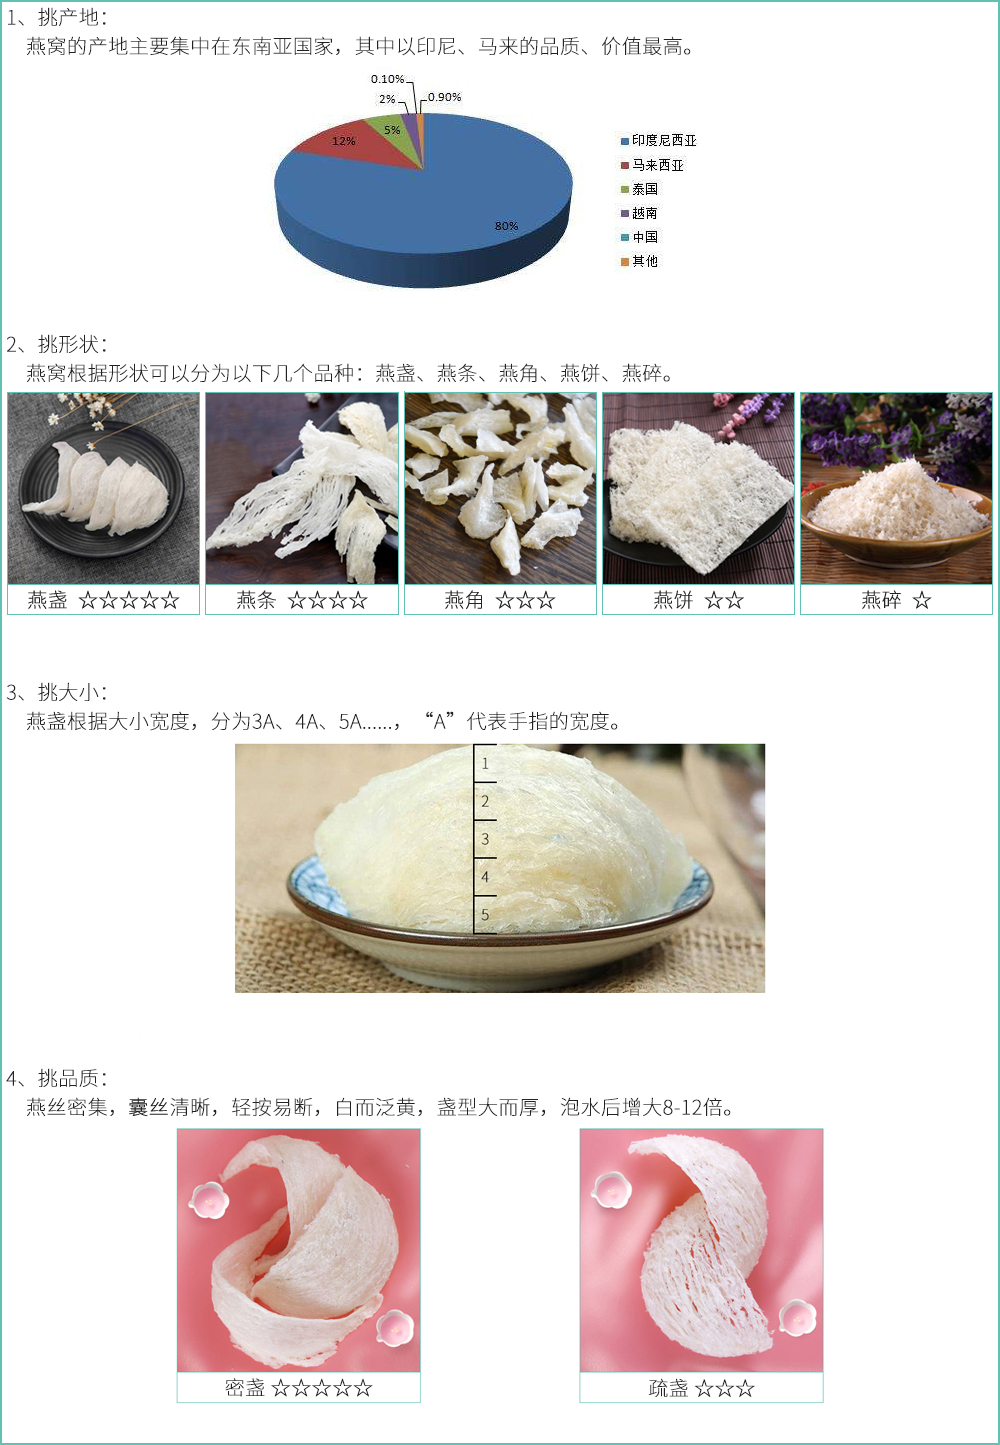 1、挑产地：
燕窝的产地主要集中在东南亚国家，其中以印尼、马来的品质、价值最高。
0.10%
2%
0.90%
5%
12%
80%
印度尼西亚
马来西亚
泰国
越南
中国
其他
2、挑形状：
燕窝根据形状可以分为以下几个品种：燕盏、燕条、燕角、燕饼、燕碎。
燕盏 ☆☆☆☆☆
燕条 ☆☆☆☆
燕角 ☆☆☆
燕饼 ☆☆
燕碎 ☆
3、挑大小：
燕盏根据大小宽度，分为3A、4A、5A......，“A”代表手指的宽度。
1
2
3
4
5
4、挑品质：
燕丝密集，囊丝清晰，轻按易断，白而泛黄，盏型大而厚，泡水后增大8-12倍。
密盏 ☆☆☆☆☆
疏盏 ☆☆☆